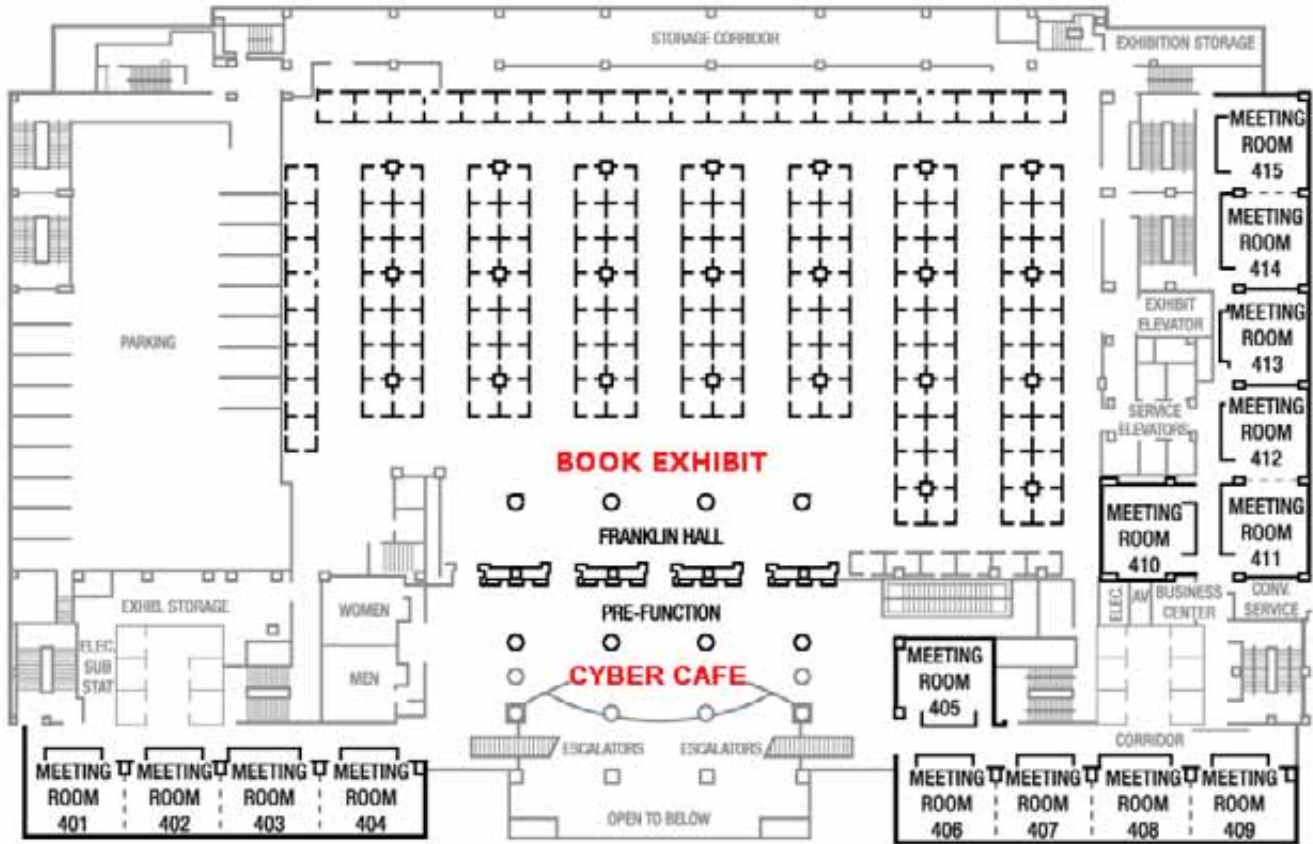 STORAGE CORRIDOR
EXHIBITION STORAGE
MEETING
ROOM
415
MEETING
ROOM
414
EXHIBIT
ELEVATOR
MEETING
ROOM
413
PARKING
SERVICE
ELEVATORS
MEETING
ROOM
412
BOOK EXHIBIT
MEETING
ROOM
410
MEETING
ROOM
411
FRANKLIN HALL
EXHIB. STORAGE
WOMEN
PRE-FUNCTION
ELEC.
AV
BUSINESS
CENTER
CONV.
SERVICE
ELEC.
SUB
STAT
MEN
CYBER CAFE
MEETING
ROOM
405
ESCALATORS
ESCALATORS
CORRIDOR
MEETING
ROOM
401
MEETING
ROOM
402
MEETING
ROOM
403
MEETING
ROOM
404
OPEN TO BELOW
MEETING
ROOM
406
MEETING
ROOM
407
MEETING
ROOM
408
MEETING
ROOM
409